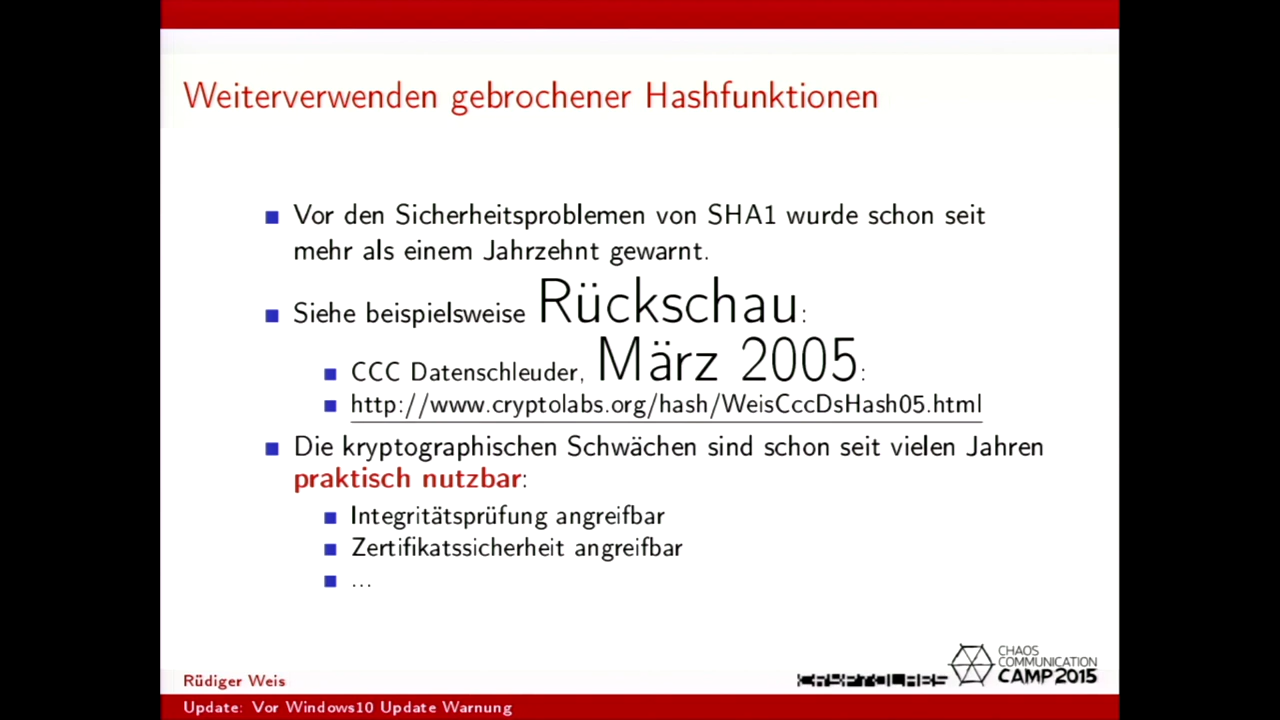 Weiterverwenden gebrochener Hashfunktionen
Vor den Sicherheitsproblemen von SHA1 wurde schon seit
mehr als einem Jahrzehnt gewarnt.
Siehe beispielsweise Rückschau:
CCC Datenschleuder, März 2005:
http://www.cryptolabs.org/hash/WeisCccDsHash05.html
Die kryptographischen Schwächen sind schon seit vielen Jahren
praktisch nutzbar:
Integritätsprüfung angreifbar
Zertifikatssicherheit angreifbar
...
CHAOS
COMMUNICATION
CAMP 2015
Rüdiger Weis
CRYPTOLABS
Update: Vor Windows10 Update Warnung